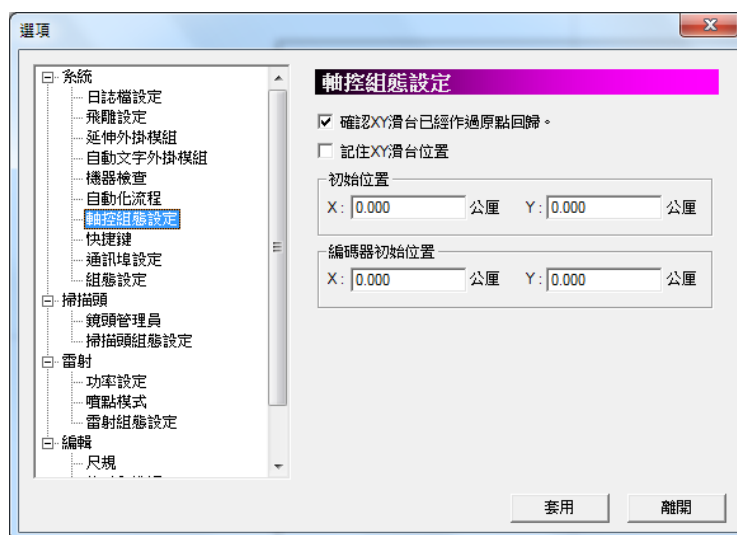 選項
系統
日誌檔設定
飛雕設定
延伸外掛模組
自動文字外掛模組
機器檢查
自動化流程
軸控組態設定
快捷鍵
通訊埠設定
組態設定
掃描頭
鏡頭管理員
掃描頭組態設定
雷射
功率設定
噴點模式
雷射組態設定
編輯
尺規
軸控組態設定
確認XY滑台已經作過原點回歸。
記住XY滑台位置
初始位置
X: 0.000 公厘 Y: 0.000 公厘
編碼器初始位置
X: 0.000 公厘 Y: 0.000 公厘
套用 離開